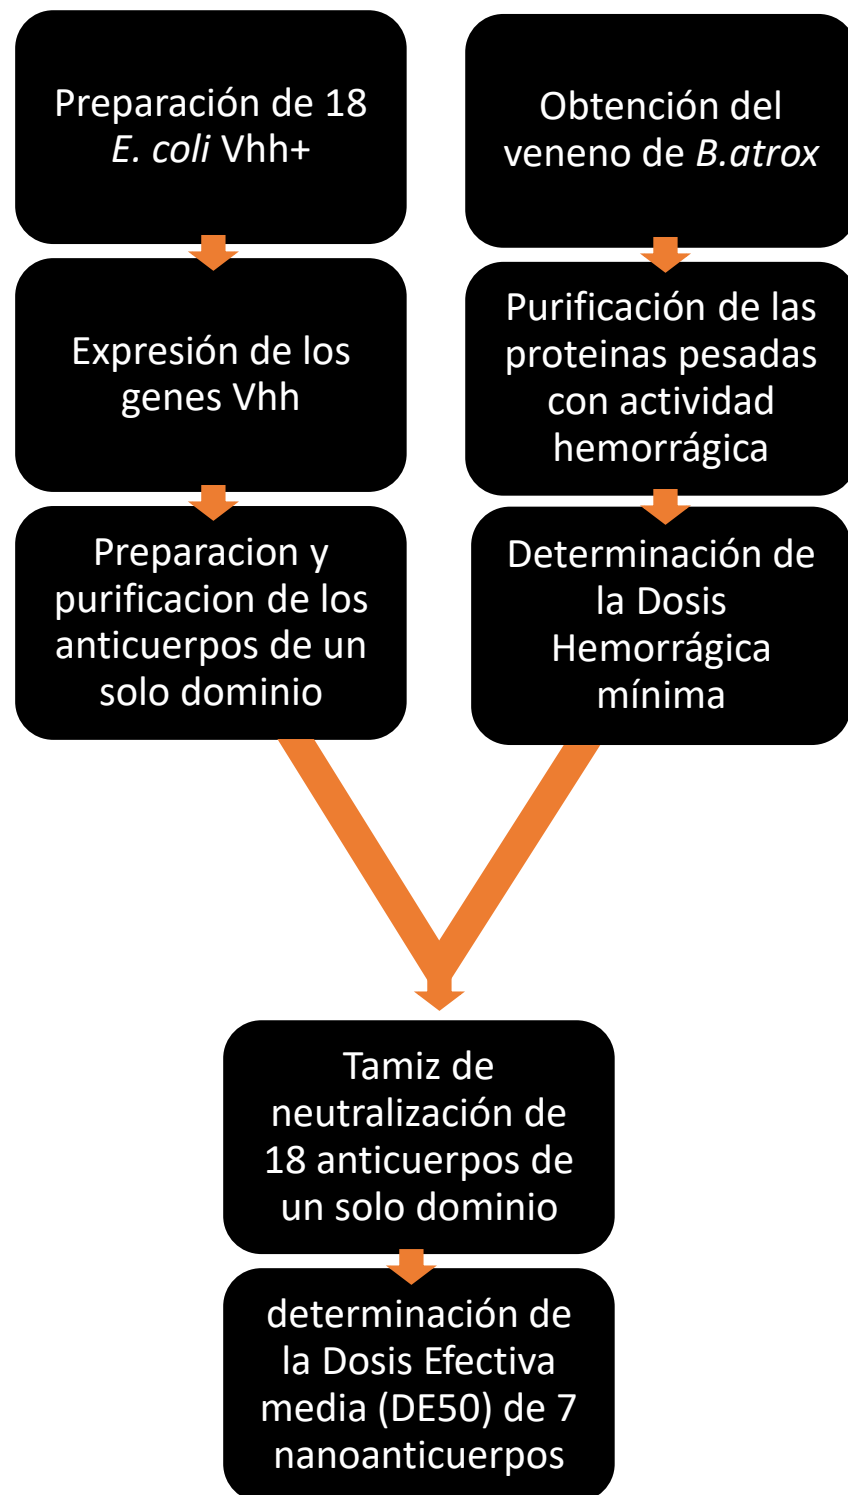 Preparación de 18
E. coli Vhh+
Expresión de los
genes Vhh
Preparacion y
purificacion de los
anticuerpos de un
solo dominio
Obtención del
veneno de B.atrox
Purificación de las
proteinas pesadas
con actividad
hemorrágica
Determinación de
la Dosis
Hemorrágica
mínima
Tamiz de
neutralización de
18 anticuerpos de
un solo dominio
determinación de
la Dosis Efectiva
media (DE50) de 7
nanoanticuerpos